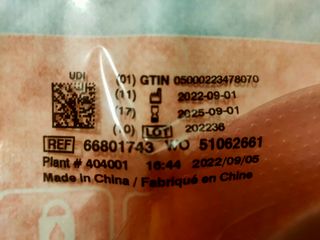 UDI
(01) GTIN 05000223478070
(11) 2022-09-01
(17) 2025-09-01
(10) LOT 202236
REF 66801743 WO 51062661
Plant # 404001 16:44 2022/09/05
Made in China / Fabriqué en Chine